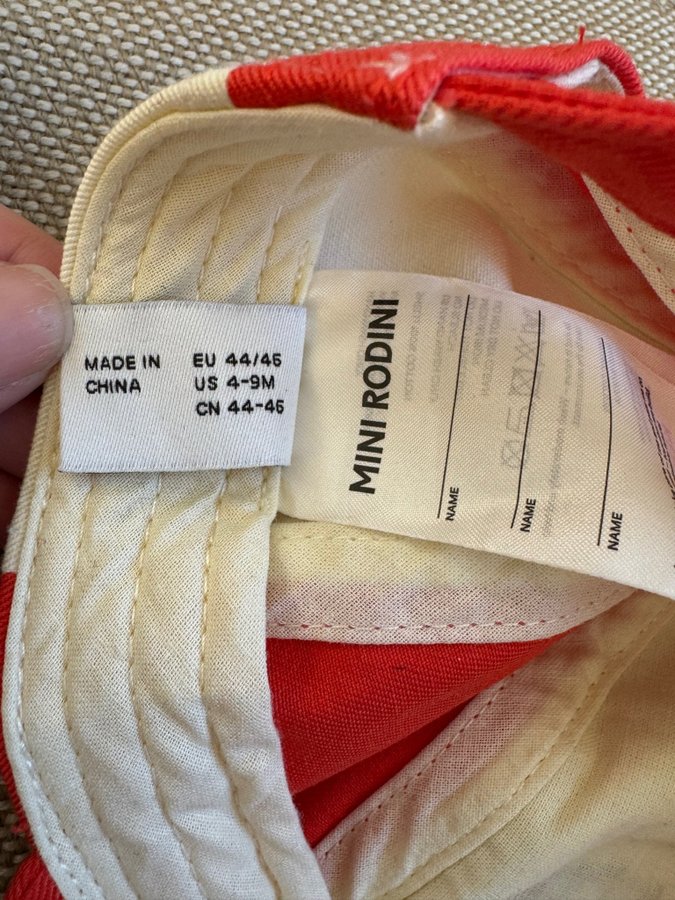 MADE IN
CHINA
EU 44/46
US 4-9M
CN 44-46
MINI RODINI
NAME
NAME
NAME